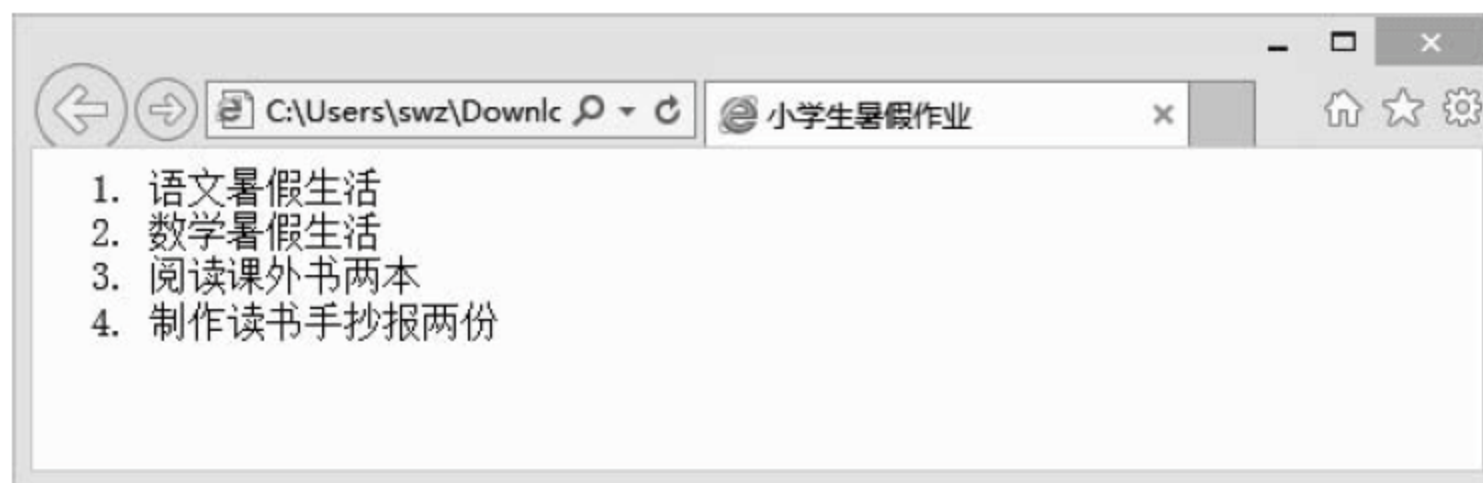 C:\Users\swz\Downlc
小学生暑假作业
1. 语文暑假生活
2. 数学暑假生活
3. 阅读课外书两本
4. 制作读书手抄报两份